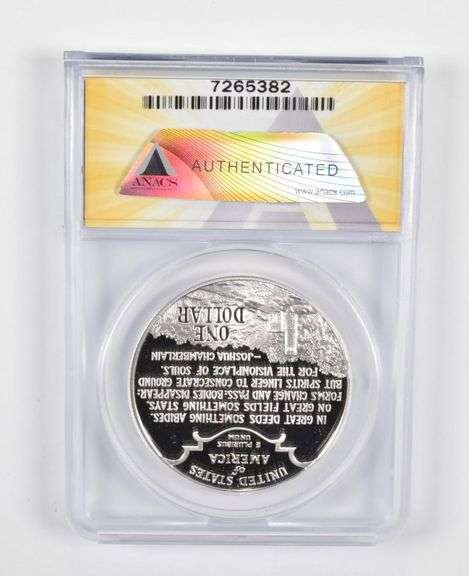 7265382
ANACS
AUTHENTICATED
www.anacs.com
UNITED STATES
OF
AMERICA
E PLURIBUS
UNUM
IN GREAT DEEDS SOMETHING ABIDES.
ON GREAT FIELDS SOMETHING STAYS.
FORMS CHANGE AND PASS; BODIES DISAPPEAR;
BUT SPIRITS LINGER TO CONSECRATE GROUND
FOR THE VISIONPLACE OF SOULS.
—JOSHUA CHAMBERLAIN
ONE
DOLLAR